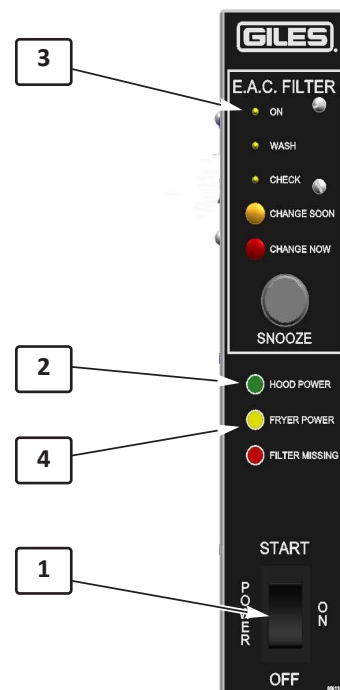 3
GILES
E.A.C. FILTER
ON
WASH
CHECK
CHANGE SOON
CHANGE NOW
SNOOZE
2
HOOD POWER
4
FRYER POWER
FILTER MISSING
START
1
POWER
ON
OFF